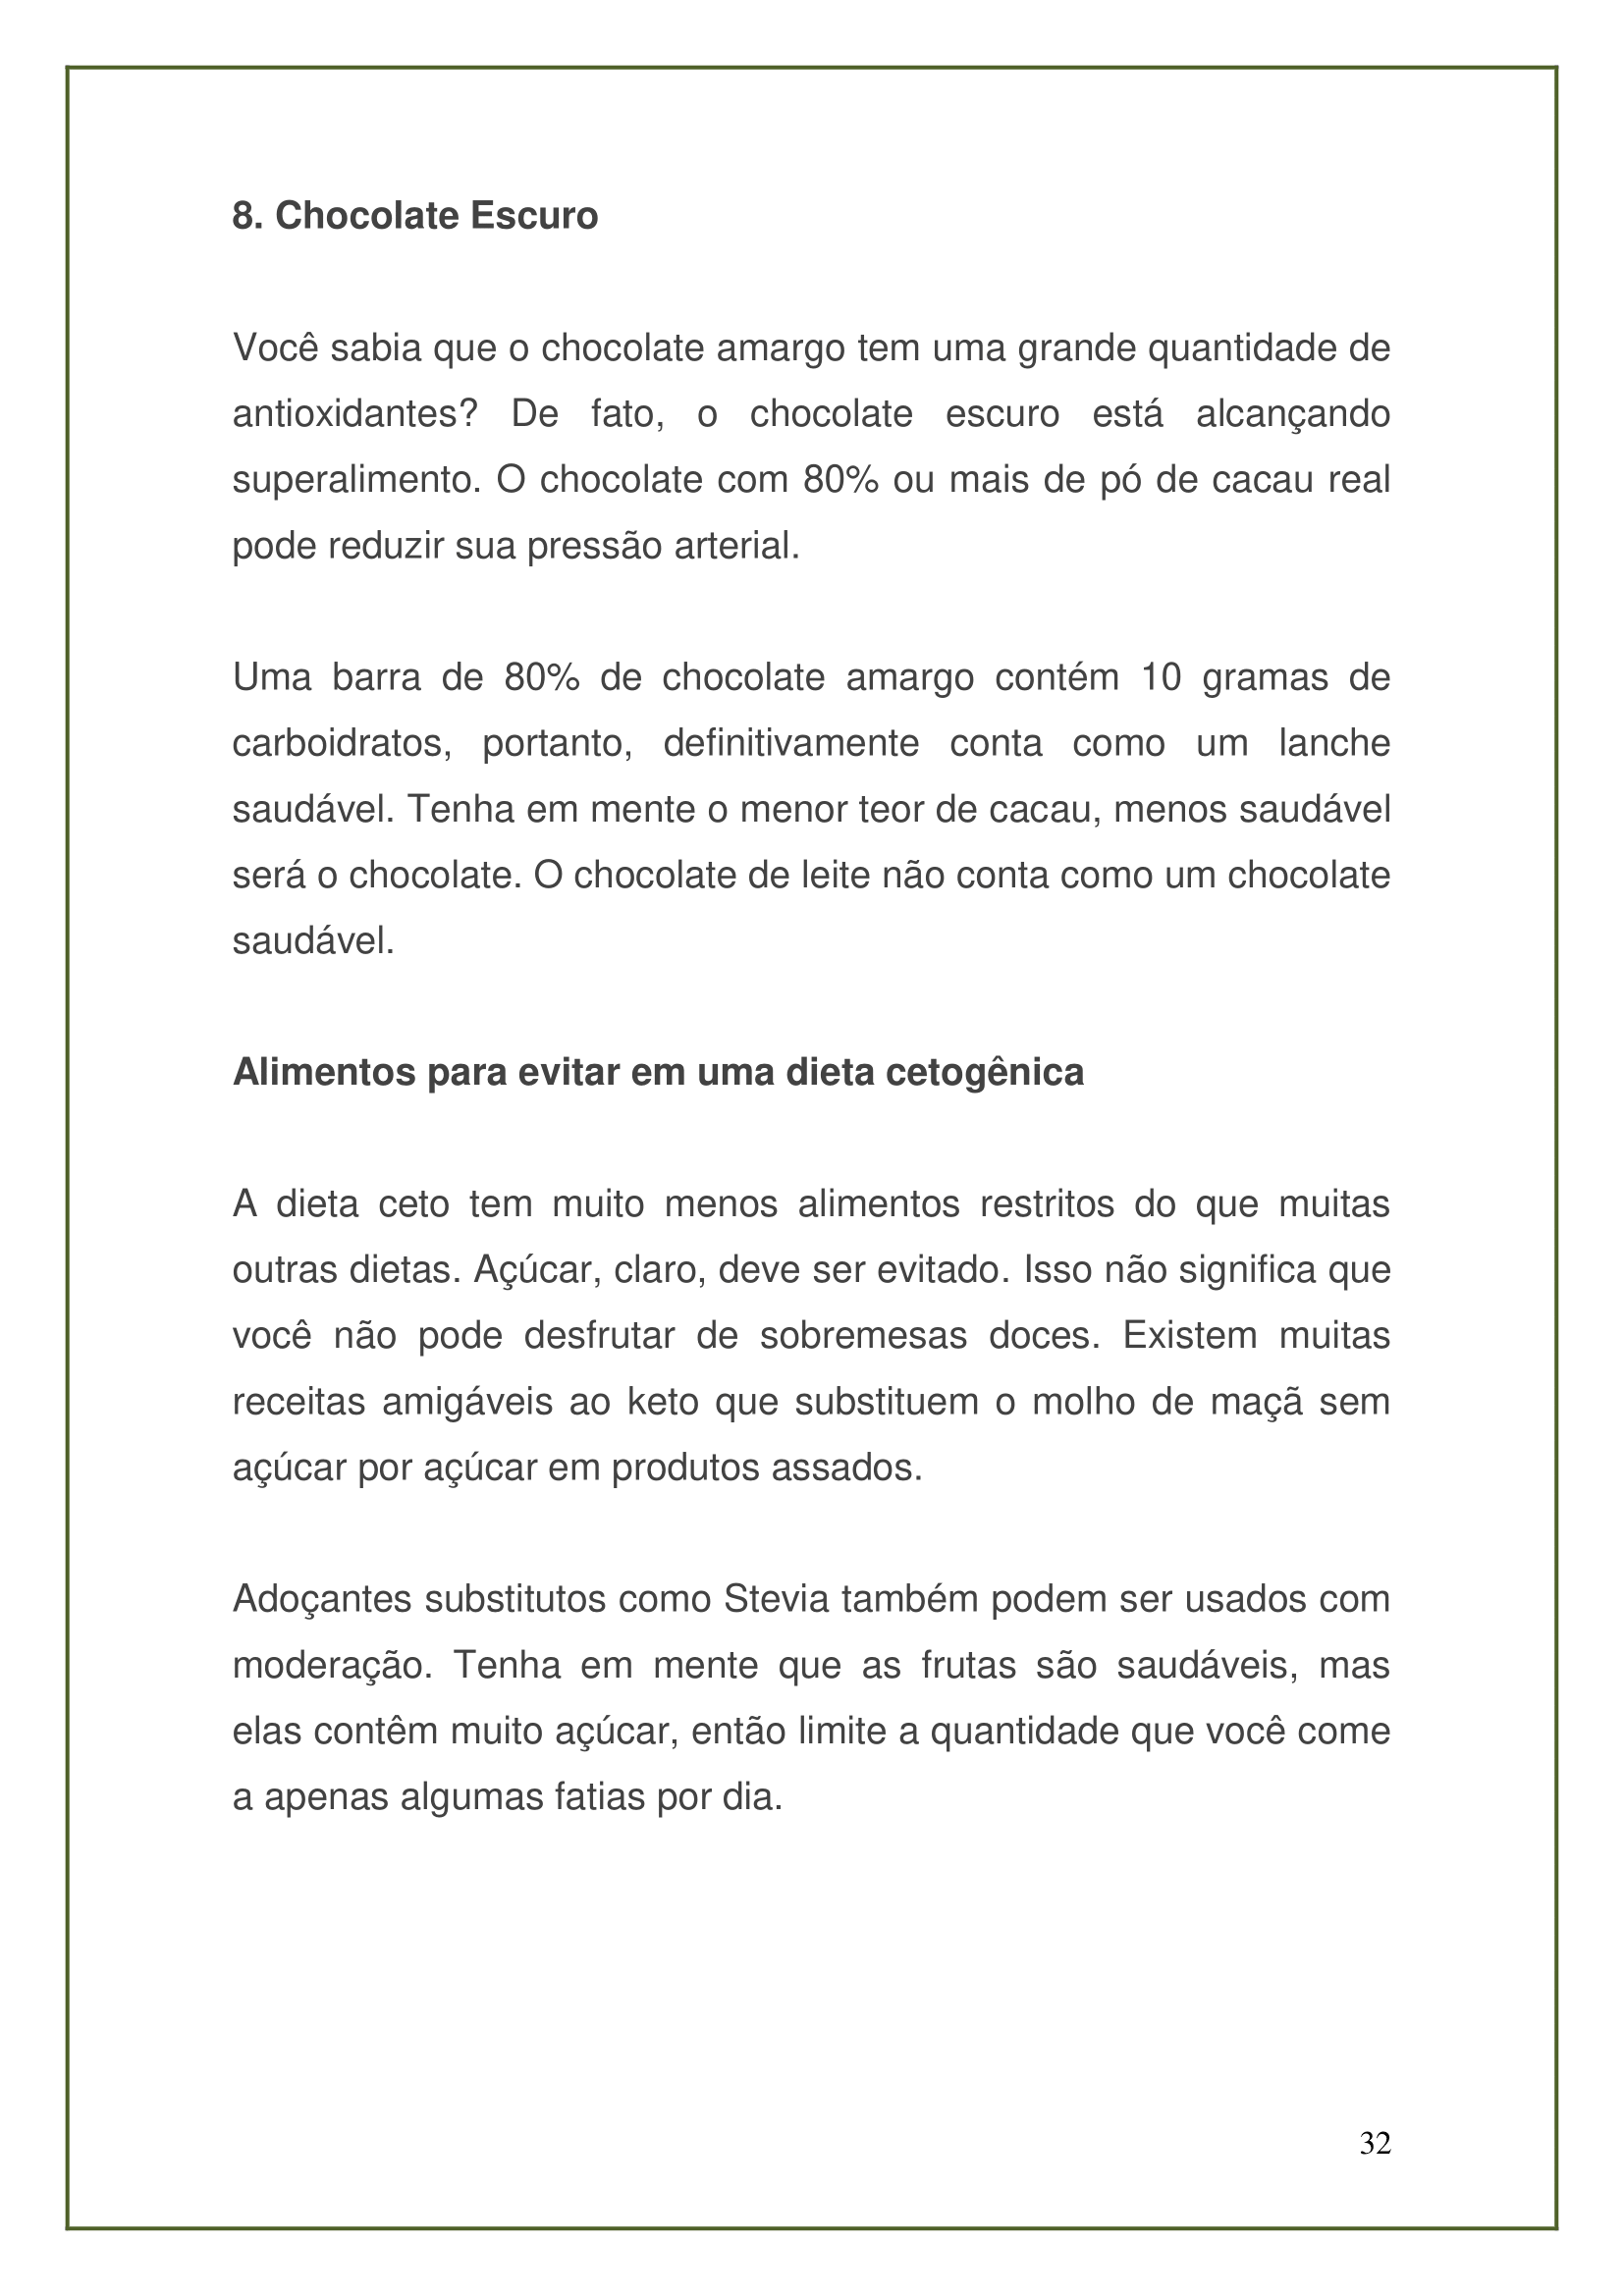 8. Chocolate Escuro
Você sabia que o chocolate amargo tem uma grande quantidade de
antioxidantes? De fato, o chocolate escuro está alcançando
superalimento. O chocolate com 80% ou mais de pó de cacau real
pode reduzir sua pressão arterial.
Uma barra de 80% de chocolate amargo contém 10 gramas de
carboidratos, portanto, definitivamente conta como um lanche
saudável. Tenha em mente o menor teor de cacau, menos saudável
será o chocolate. O chocolate de leite não conta como um chocolate
saudável.
Alimentos para evitar em uma dieta cetogênica
A dieta ceto tem muito menos alimentos restritos do que muitas
outras dietas. Açúcar, claro, deve ser evitado. Isso não significa que
você não pode desfrutar de sobremesas doces. Existem muitas
receitas amigáveis ao keto que substituem o molho de maçã sem
açúcar por açúcar em produtos assados.
Adoçantes substitutos como Stevia também podem ser usados com
moderação. Tenha em mente que as frutas são saudáveis, mas
elas contêm muito açúcar, então limite a quantidade que você come
a apenas algumas fatias por dia.
32